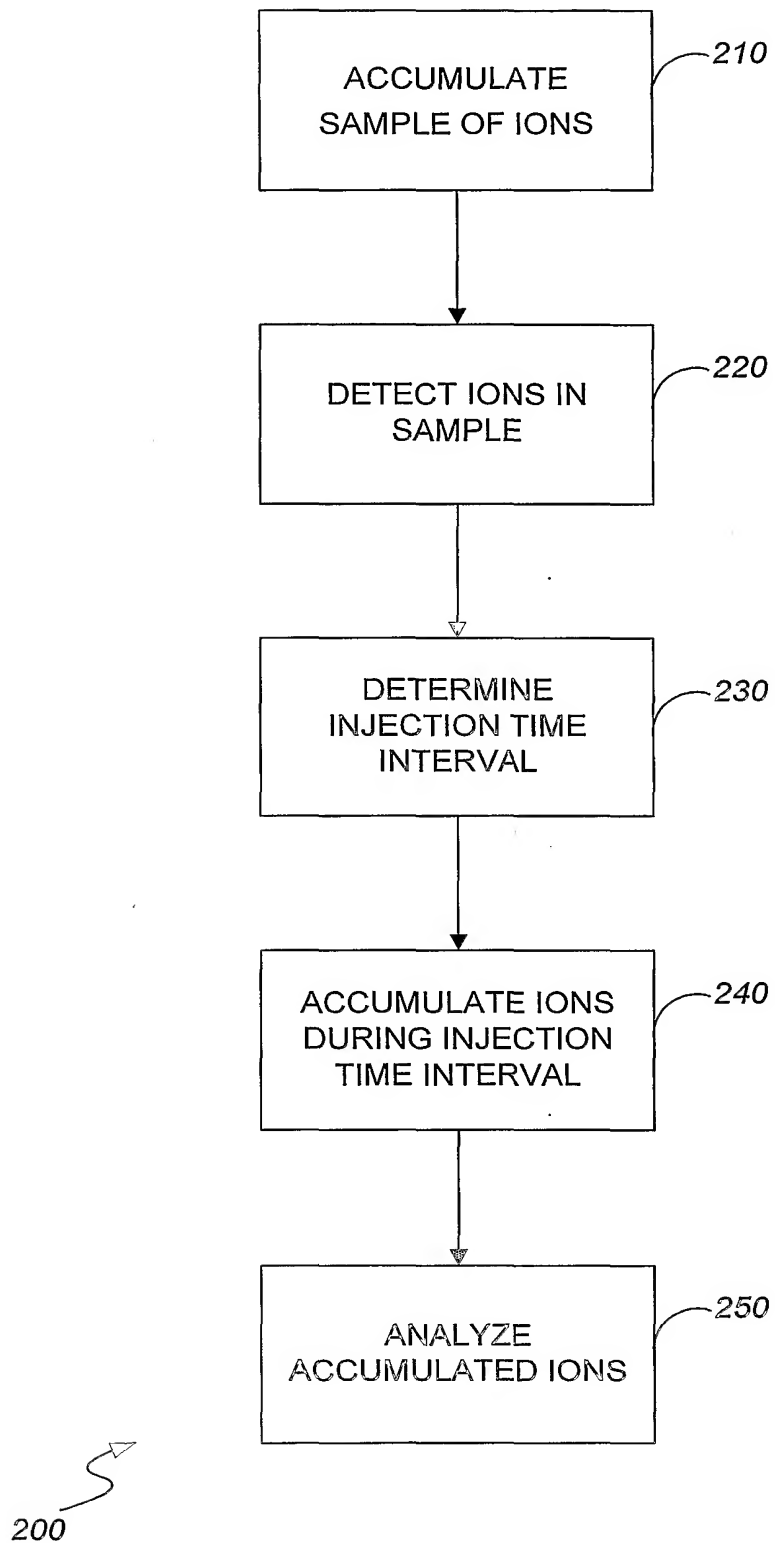 ACCUMULATE
SAMPLE OF IONS
210
DETECT IONS IN
SAMPLE
220
DETERMINE
INJECTION TIME
INTERVAL
230
ACCUMULATE IONS
DURING INJECTION
TIME INTERVAL
240
ANALYZE
ACCUMULATED IONS
250
200